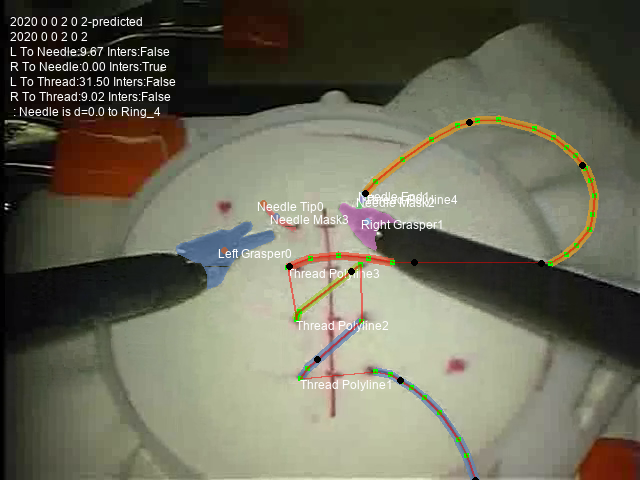 2020 0 0 2 0 2-predicted
2020 0 0 2 0 2
L To Needle:9.67 Inters:False
R To Needle:0.00 Inters:True
L To Thread:31.50 Inters:False
R To Thread:9.02 Inters:False
: Needle is d=0.0 to Ring_4
Needle End1
Needle Tip0
Needle Mask2
Needle Mask3
Right Grasper1
Left Grasper0
Thread Polyline3
Thread Polyline2
Thread Polyline1